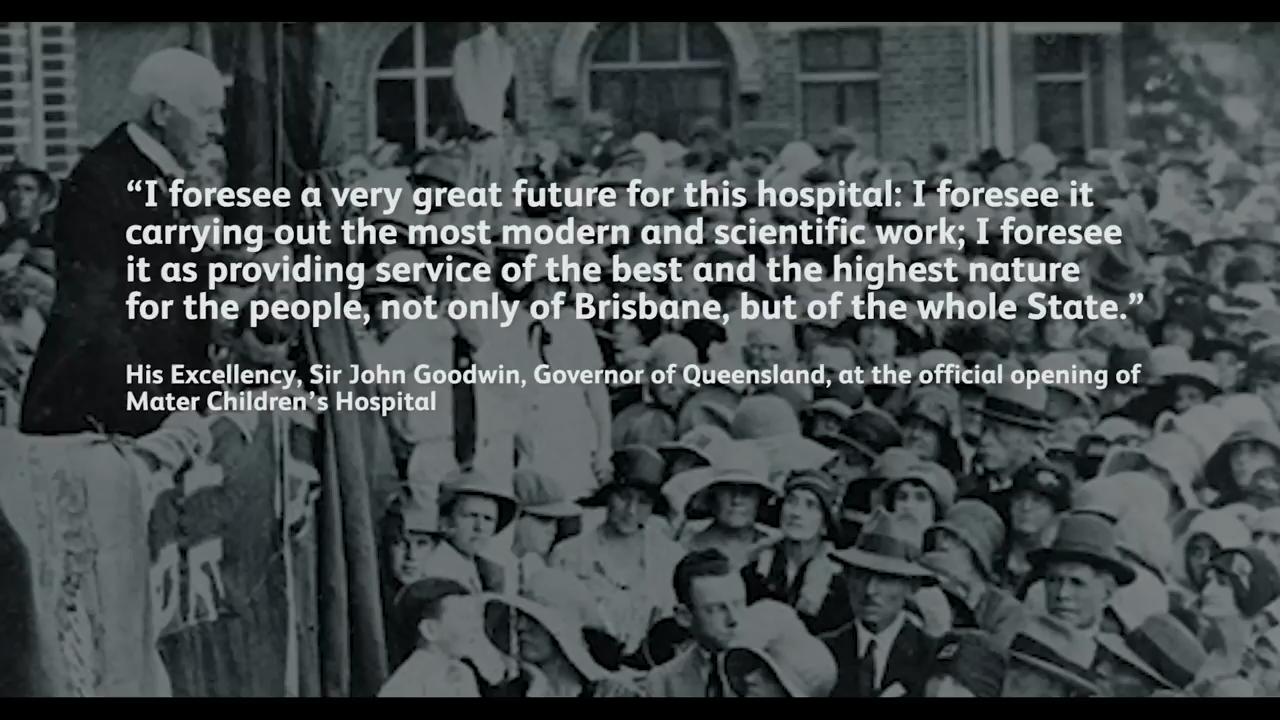 “I foresee a very great future for this hospital: I foresee it
carrying out the most modern and scientific work; I foresee
it as providing service of the best and the highest nature
for the people, not only of Brisbane, but of the whole State.”
His Excellency, Sir John Goodwin, Governor of Queensland, at the official opening of
Mater Children’s Hospital